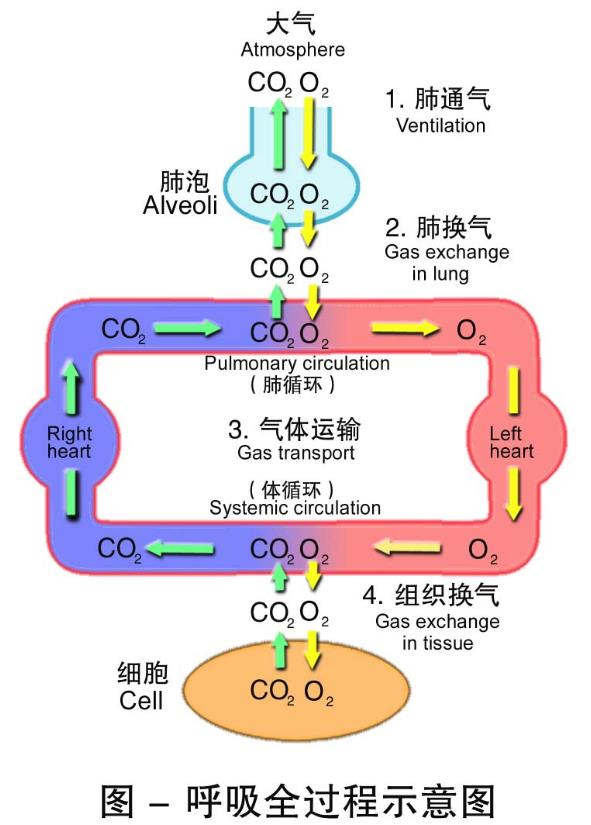 大气
Atmosphere
CO₂ O₂
1. 肺通气
Ventilation
肺泡
Alveoli
CO₂ O₂
2. 肺换气
Gas exchange
in lung
CO₂ O₂
CO₂ CO₂ O₂ O₂
Pulmonary circulation
(肺循环)
Right
heart
3. 气体运输
Gas transport
Left
heart
(体循环)
Systemic circulation
CO₂ CO₂ O₂ O₂
4. 组织换气
Gas exchange
in tissue
CO₂ O₂
细胞
Cell
CO₂ O₂
图 – 呼吸全过程示意图